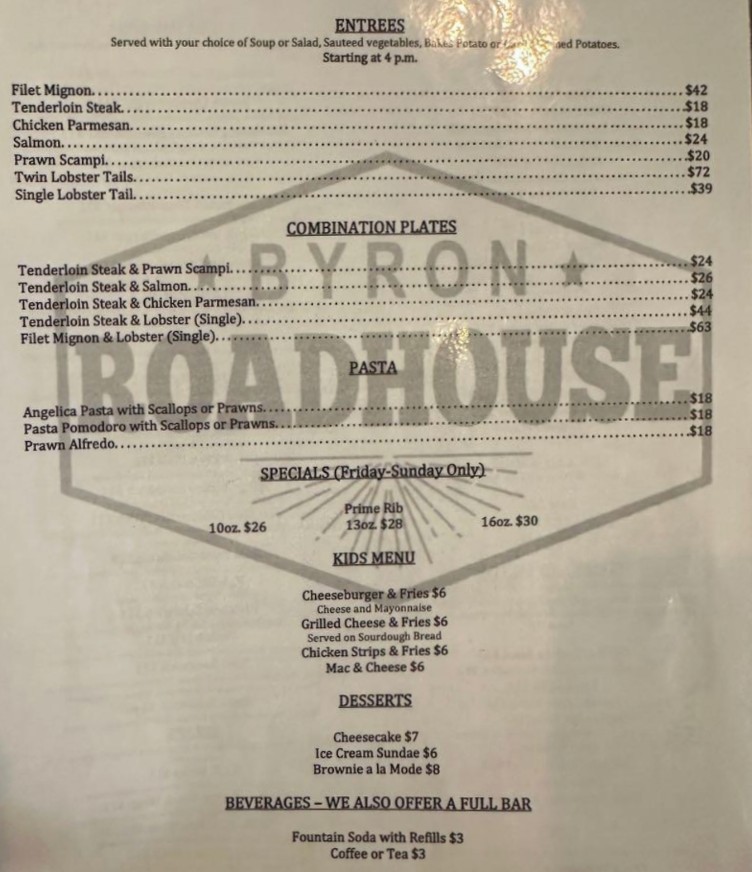 ENTREES
Served with your choice of Soup or Salad, Sauteed vegetables, Baked Potato or Potatoes.
Starting at 4 p.m.
Filet Mignon $42
Tenderloin Steak $18
Chicken Parmesan $18
Salmon $24
Prawn Scampi $20
Twin Lobster Tails $72
Single Lobster Tail $39
COMBINATION PLATES
Tenderloin Steak & Prawn Scampi $24
Tenderloin Steak & Salmon $26
Tenderloin Steak & Chicken Parmesan $24
Tenderloin Steak & Lobster (Single) $44
Filet Mignon & Lobster (Single) $63
BYRON
ROADHOUSE
PASTA
Angelica Pasta with Scallops or Prawns $18
Pasta Pomodoro with Scallops or Prawns $18
Prawn Alfredo $18
SPECIALS (Friday-Sunday Only)
Prime Rib
10oz. $26 13oz. $28 16oz. $30
KIDS MENU
Cheeseburger & Fries $6
Cheese and Mayonnaise
Grilled Cheese & Fries $6
Served on Sourdough Bread
Chicken Strips & Fries $6
Mac & Cheese $6
DESSERTS
Cheesecake $7
Ice Cream Sundae $6
Brownie a la Mode $8
BEVERAGES – WE ALSO OFFER A FULL BAR
Fountain Soda with Refills $3
Coffee or Tea $3